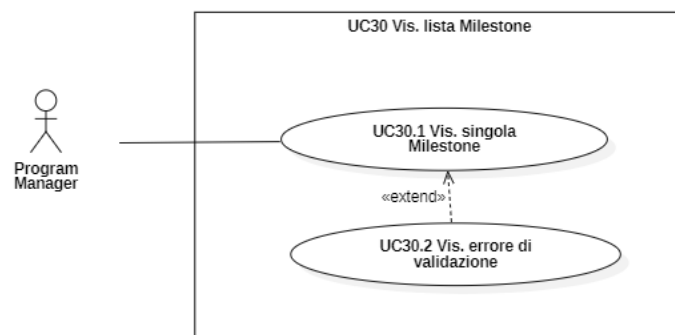 UC30 Vis. lista Milestone
Program
Manager
UC30.1 Vis. singola
Milestone
«extend»
UC30.2 Vis. errore di
validazione